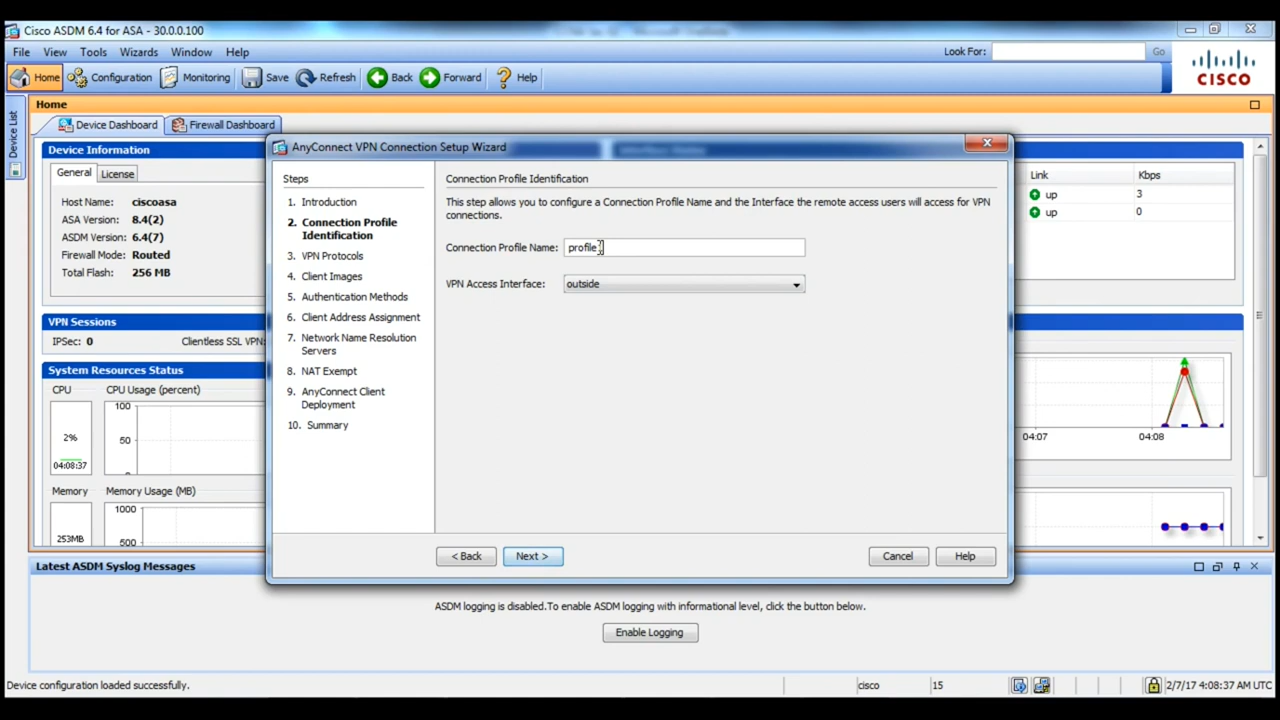 Cisco ASDM 6.4 for ASA - 30.0.0.100
File View Tools Wizards Window Help
Look For: Go
Home Configuration Monitoring Save Refresh Back Forward Help
CISCO
Device List
Home
Device Dashboard Firewall Dashboard
Device Information
General License
Host Name: ciscoasa
ASA Version: 8.4(2)
ASDM Version: 6.4(7)
Firewall Mode: Routed
Total Flash: 256 MB
Link Kbps
up 3
up 0
VPN Sessions
IPSec: 0 Clientless SSL VPN:
System Resources Status
CPU CPU Usage (percent)
100
50
2%
04:08:37
Memory Memory Usage (MB)
1000
500
253MB
04:07 04:08
AnyConnect VPN Connection Setup Wizard
Steps
1. Introduction
2. Connection Profile
Identification
3. VPN Protocols
4. Client Images
5. Authentication Methods
6. Client Address Assignment
7. Network Name Resolution
Servers
8. NAT Exempt
9. AnyConnect Client
Deployment
10. Summary
Connection Profile Identification
This step allows you to configure a Connection Profile Name and the Interface the remote access users will access for VPN
connections.
Connection Profile Name: profile
VPN Access Interface: outside
< Back Next > Cancel Help
Latest ASDM Syslog Messages
ASDM logging is disabled.To enable ASDM logging with informational level, click the button below.
Enable Logging
Device configuration loaded successfully. cisco 15 2/7/17 4:08:37 AM UTC